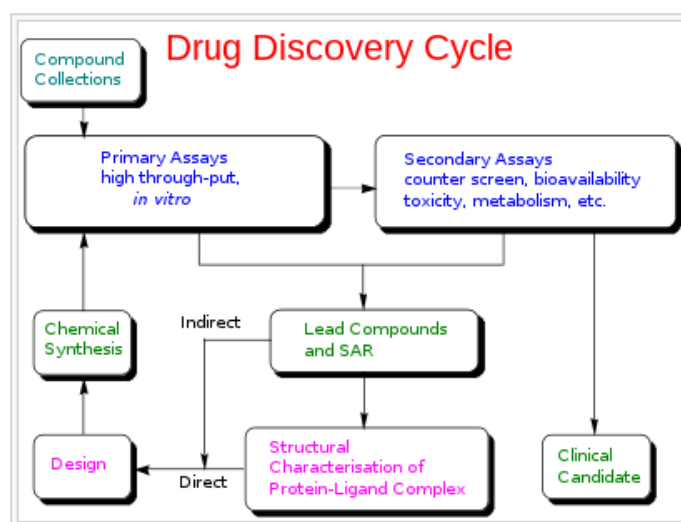 Drug Discovery Cycle
Compound
Collections
Primary Assays
high through-put,
in vitro
Secondary Assays
counter screen, bioavailability
toxicity, metabolism, etc.
Chemical
Synthesis
Indirect
Lead Compounds
and SAR
Design
Direct
Structural
Characterisation of
Protein-Ligand Complex
Clinical
Candidate